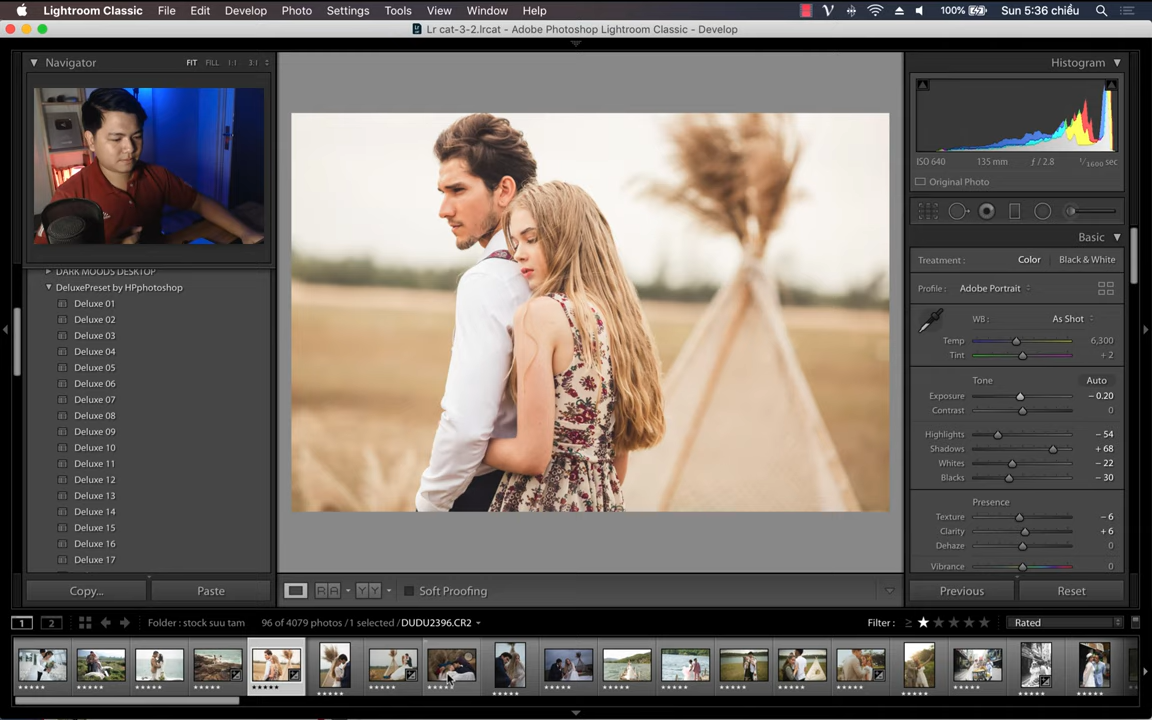 Lightroom Classic File Edit Develop Photo Settings Tools View Window Help 100% Sun 5:36 chiều
Lr cat-3-2.lrcat - Adobe Photoshop Lightroom Classic - Develop
Navigator FIT FILL 1:1 3:1
DARK MOODS DESKTOP
DeluxePreset by HPphotoshop
Deluxe 01
Deluxe 02
Deluxe 03
Deluxe 04
Deluxe 05
Deluxe 06
Deluxe 07
Deluxe 08
Deluxe 09
Deluxe 10
Deluxe 11
Deluxe 12
Deluxe 13
Deluxe 14
Deluxe 15
Deluxe 16
Deluxe 17
Copy... Paste
Soft Proofing
Histogram
ISO 640 135 mm ƒ / 2.8 1/1600 sec
Original Photo
Basic
Treatment : Color Black & White
Profile : Adobe Portrait
WB : As Shot
Temp 6,300
Tint + 2
Tone Auto
Exposure − 0.20
Contrast 0
Highlights − 54
Shadows + 68
Whites − 22
Blacks − 30
Presence
Texture − 6
Clarity + 6
Dehaze 0
Vibrance 0
Previous Reset
1 2 Folder : stock suu tam 96 of 4079 photos / 1 selected / DUDU2396.CR2 Filter : ≥ Rated